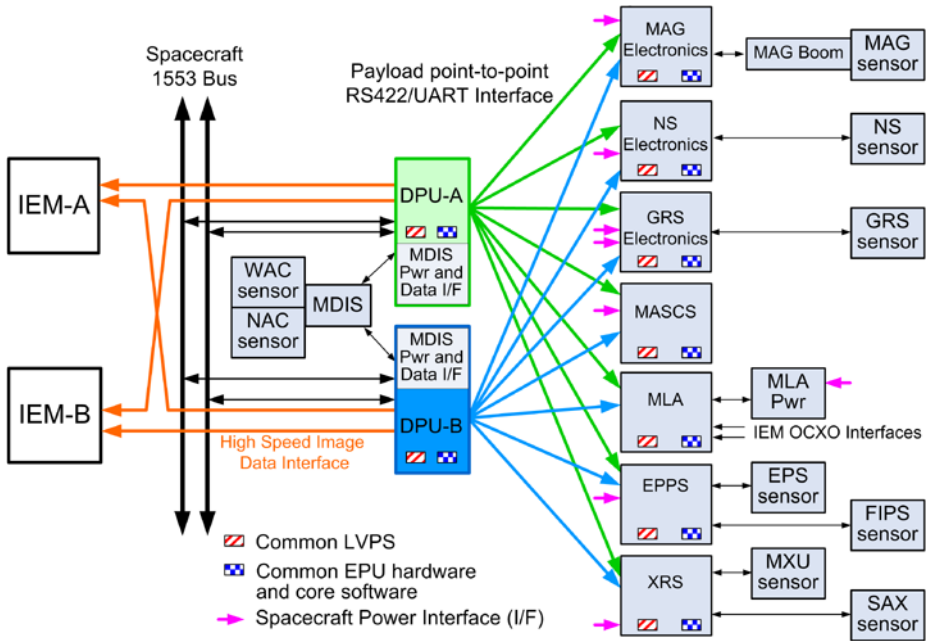 Spacecraft
1553 Bus
Payload point-to-point
RS422/UART Interface
IEM-A
IEM-B
DPU-A
MDIS
Pwr and
Data I/F
WAC
sensor
NAC
sensor
MDIS
MDIS
Pwr and
Data I/F
DPU-B
High Speed Image
Data Interface
MAG
Electronics
MAG Boom
MAG
sensor
NS
Electronics
NS
sensor
GRS
Electronics
GRS
sensor
MASCS
MLA
MLA
Pwr
IEM OCXO Interfaces
EPPS
EPS
sensor
FIPS
sensor
XRS
MXU
sensor
SAX
sensor
Common LVPS
Common EPU hardware
and core software
Spacecraft Power Interface (I/F)